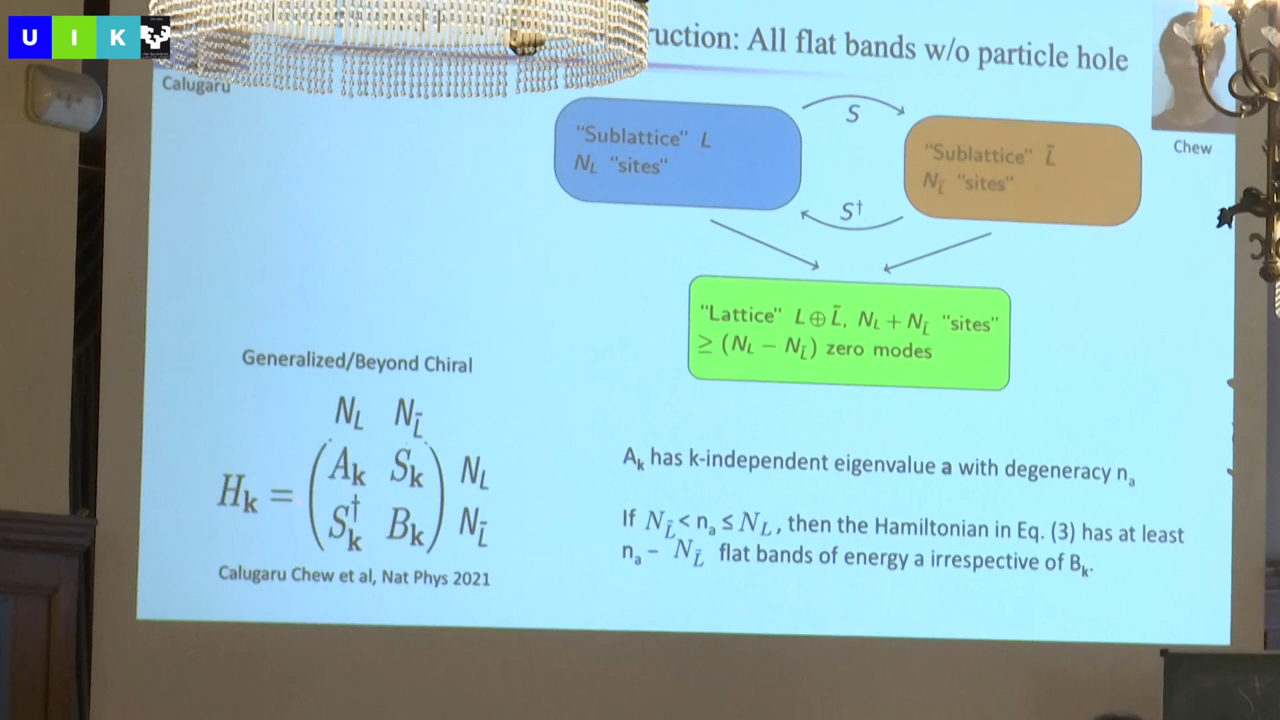 UIK
ruction: All flat bands w/o particle hole
Calugaru
Chew
"Sublattice" L
N_L "sites"
S
"Sublattice" L̄
N_L̄ "sites"
S†
"Lattice" L⊕L̄, N_L + N_L̄ "sites"
≥ (N_L − N_L̄) zero modes
Generalized/Beyond Chiral
N_L N_L̃
H_k = ( A_k S_k ) N_L
( S_k† B_k ) N_L̃
Calugaru Chew et al, Nat Phys 2021
A_k has k-independent eigenvalue a with degeneracy n_a
If N_L̃ < n_a ≤ N_L, then the Hamiltonian in Eq. (3) has at least
n_a − N_L̃ flat bands of energy a irrespective of B_k.